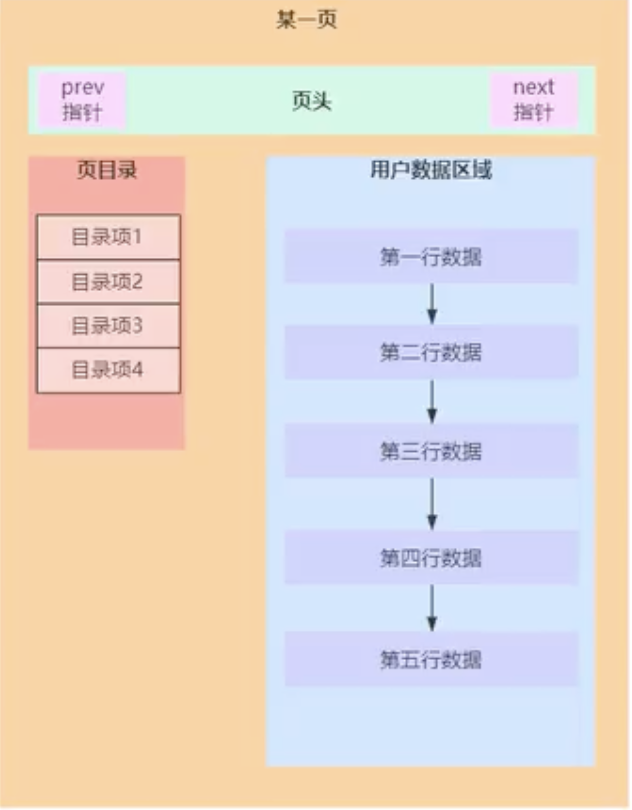 某一页
prev
指针
页头
next
指针
页目录
目录项1
目录项2
目录项3
目录项4
用户数据区域
第一行数据
第二行数据
第三行数据
第四行数据
第五行数据